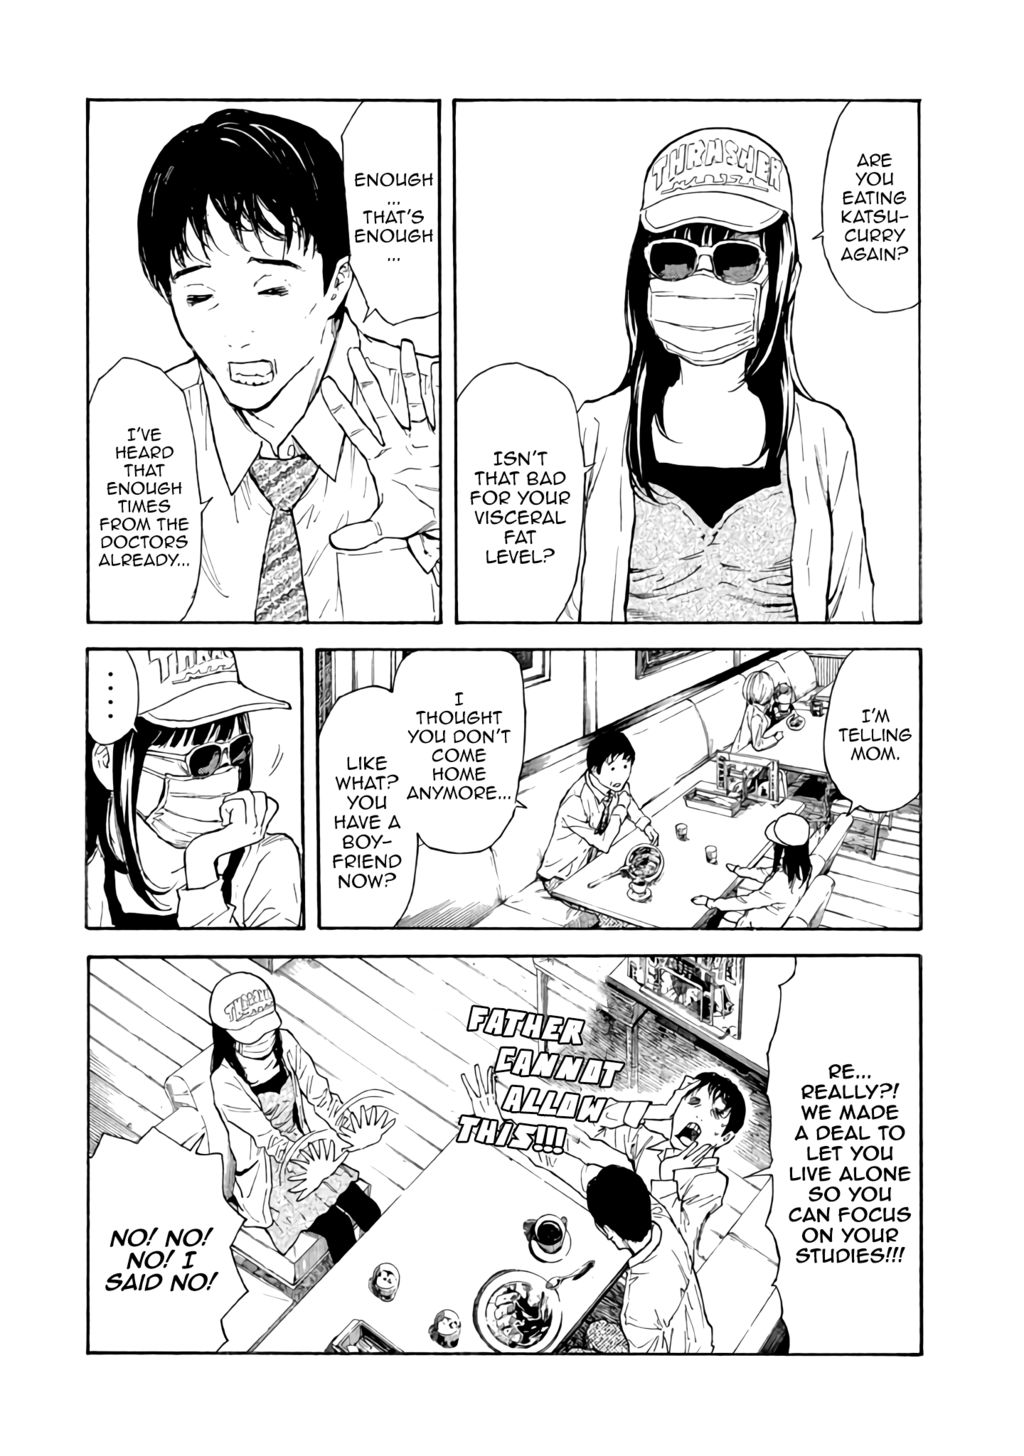 ARE
YOU
EATING
KATSU-
CURRY
AGAIN?
THRASHER
ISN'T
THAT BAD
FOR YOUR
VISCERAL
FAT
LEVEL?
ENOUGH
...
THAT'S
ENOUGH
...
I'VE
HEARD
THAT
ENOUGH
TIMES
FROM THE
DOCTORS
ALREADY...
I'M
TELLING
MOM.
I
THOUGHT
YOU DON'T
COME
HOME
ANYMORE...
LIKE
WHAT?
YOU
HAVE A
BOY-
FRIEND
NOW?
....
RE...
REALLY?!
WE MADE
A DEAL TO
LET YOU
LIVE ALONE
SO YOU
CAN FOCUS
ON YOUR
STUDIES!!!
FATHER
CANNOT
ALLOW
THIS!!!
NO! NO!
NO! I
SAID NO!